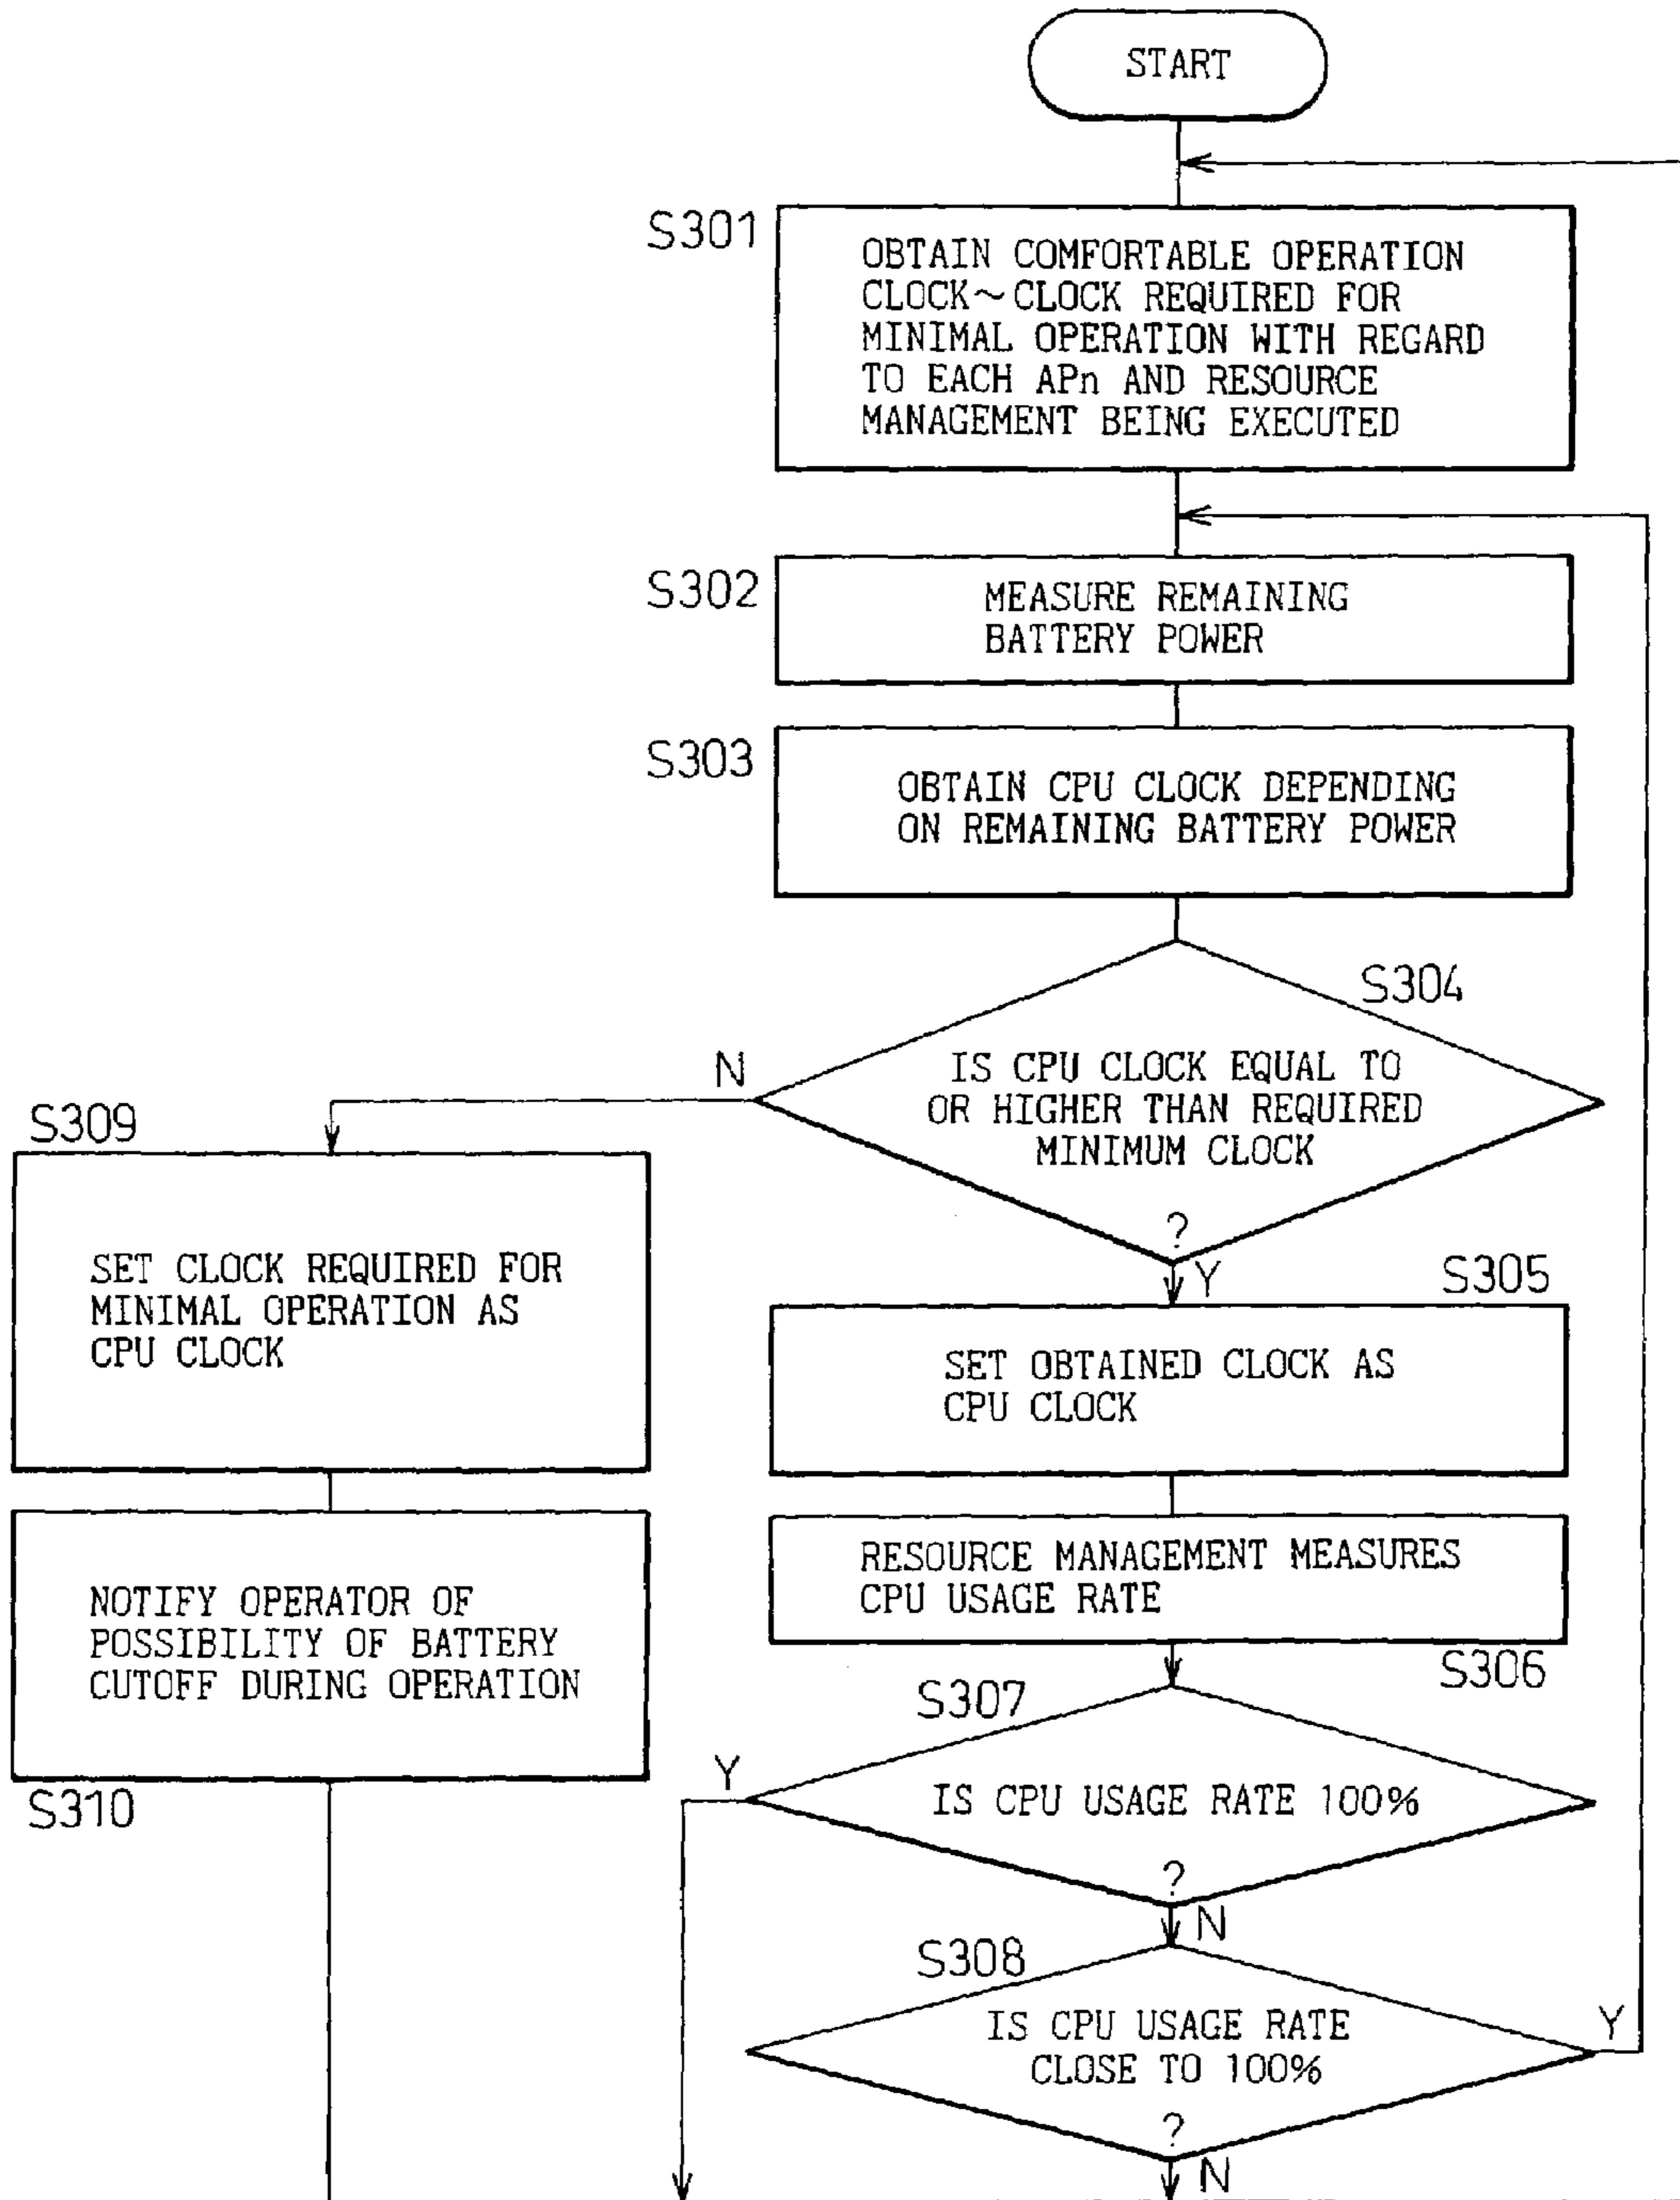 START
S301
OBTAIN COMFORTABLE OPERATION
CLOCK~CLOCK REQUIRED FOR
MINIMAL OPERATION WITH REGARD
TO EACH APn AND RESOURCE
MANAGEMENT BEING EXECUTED
S302
MEASURE REMAINING
BATTERY POWER
S303
OBTAIN CPU CLOCK DEPENDING
ON REMAINING BATTERY POWER
S304
N
IS CPU CLOCK EQUAL TO
OR HIGHER THAN REQUIRED
MINIMUM CLOCK
?
Y
S309
SET CLOCK REQUIRED FOR
MINIMAL OPERATION AS
CPU CLOCK
S305
SET OBTAINED CLOCK AS
CPU CLOCK
NOTIFY OPERATOR OF
POSSIBILITY OF BATTERY
CUTOFF DURING OPERATION
S310
RESOURCE MANAGEMENT MEASURES
CPU USAGE RATE
S306
S307
Y
IS CPU USAGE RATE 100%
?
N
S308
IS CPU USAGE RATE
CLOSE TO 100%
Y
?
N